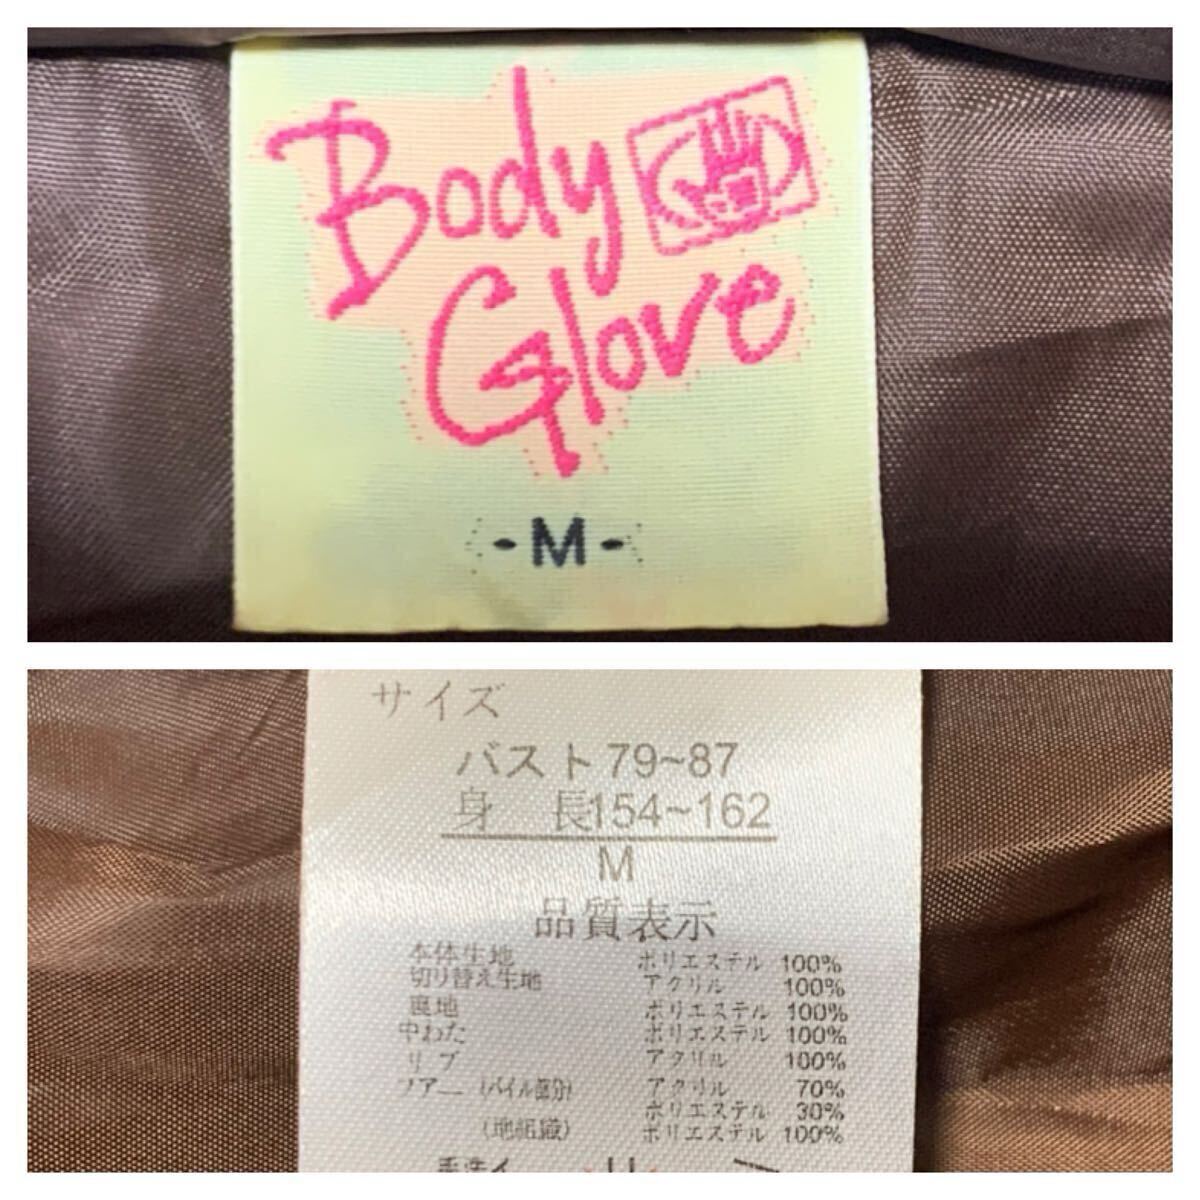 Body
Glove
-M-
サイズ
バスト 79~87
身 長154~162
M
品質表示
本体生地 ポリエステル 100%
切り替え生地 アクリル 100%
裏地 ポリエステル 100%
中わた ポリエステル 100%
リブ アクリル 100%
ファー (パイル部分) アクリル 70%
ポリエステル 30%
(地組織) ポリエステル 100%